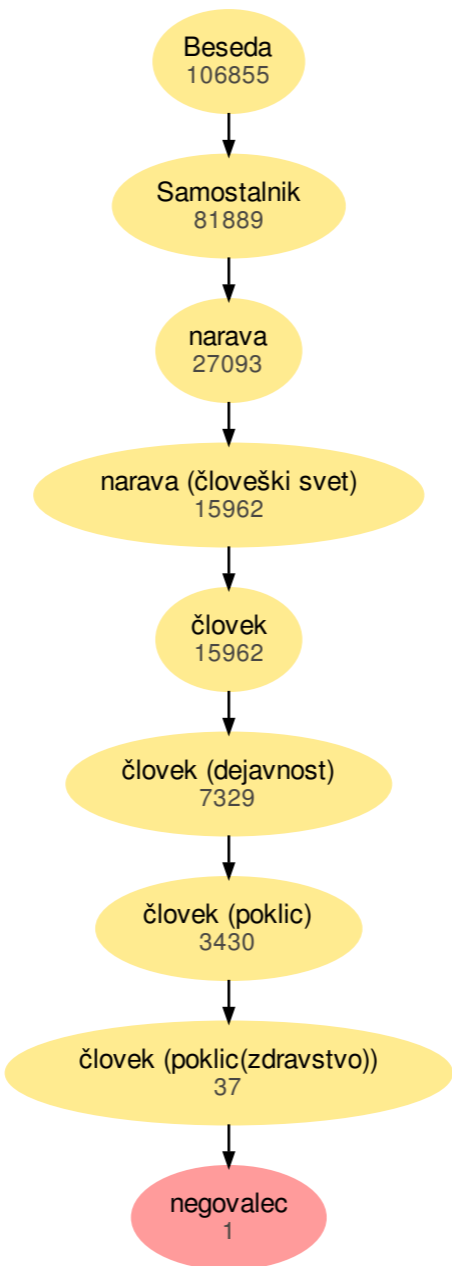 Beseda
106855
Samostalnik
81889
narava
27093
narava (človeški svet)
15962
človek
15962
človek (dejavnost)
7329
človek (poklic)
3430
človek (poklic(zdravstvo))
37
negovalec
1